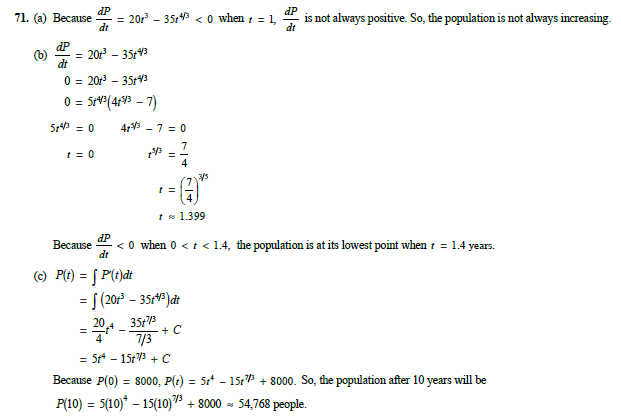 71. (a) Because dP/dt = 20t³ − 35t^(4/3) < 0 when t = 1, dP/dt is not always positive. So, the population is not always increasing.
(b) dP/dt = 20t³ − 35t^(4/3)
0 = 20t³ − 35t^(4/3)
0 = 5t^(4/3)(4t^(5/3) − 7)
5t^(4/3) = 0 4t^(5/3) − 7 = 0
t = 0 t^(5/3) = 7/4
t = (7/4)^(3/5)
t ≈ 1.399
Because dP/dt < 0 when 0 < t < 1.4, the population is at its lowest point when t = 1.4 years.
(c) P(t) = ∫ P'(t)dt
= ∫ (20t³ − 35t^(4/3))dt
= 20/4 t⁴ − 35t^(7/3)/(7/3) + C
= 5t⁴ − 15t^(7/3) + C
Because P(0) = 8000, P(t) = 5t⁴ − 15t^(7/3) + 8000. So, the population after 10 years will be
P(10) = 5(10)⁴ − 15(10)^(7/3) + 8000 ≈ 54,768 people.